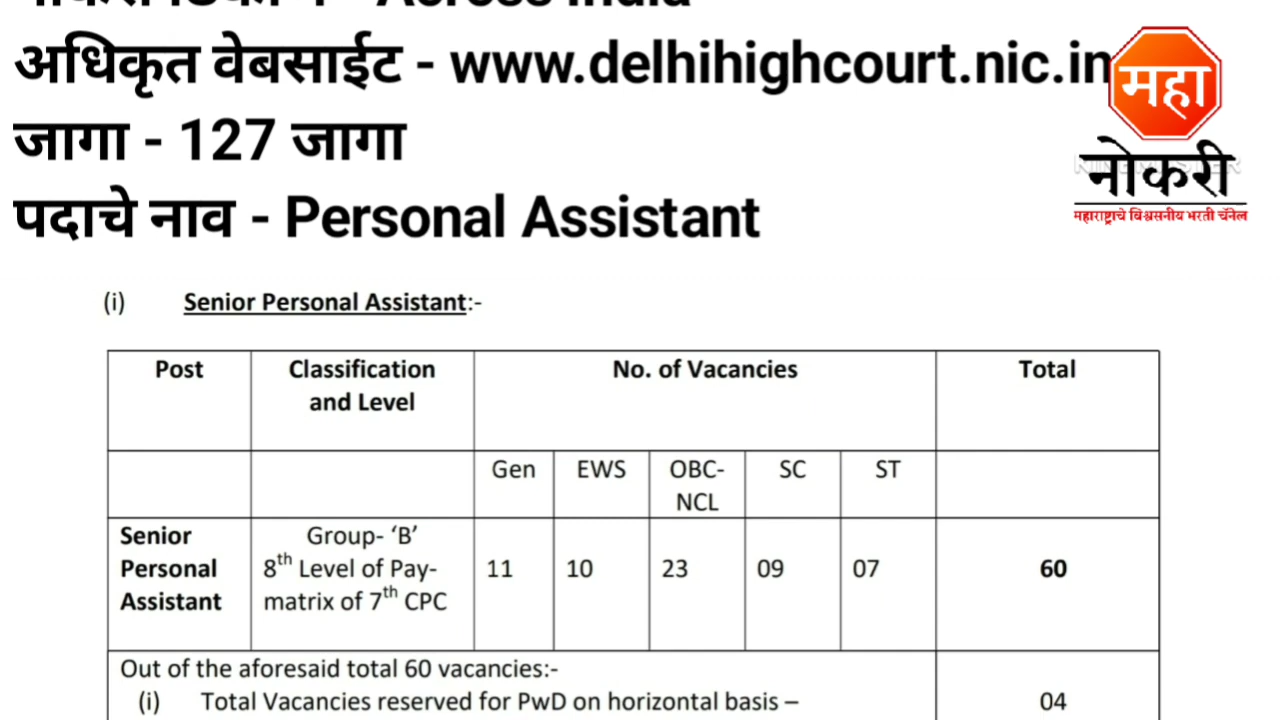 - Across India
अधिकृत वेबसाईट - www.delhihighcourt.nic.in
जागा - 127 जागा
पदाचे नाव - Personal Assistant
महा
नोकरी
KINEMASTER
महाराष्ट्राचे विश्वसनीय भरती चॅनेल
(i) Senior Personal Assistant:-
Post Classification and Level No. of Vacancies Total
Gen EWS OBC-NCL SC ST
Senior Personal Assistant Group- ‘B’ 8th Level of Pay-matrix of 7th CPC 11 10 23 09 07 60
Out of the aforesaid total 60 vacancies:-
(i) Total Vacancies reserved for PwD on horizontal basis – 04